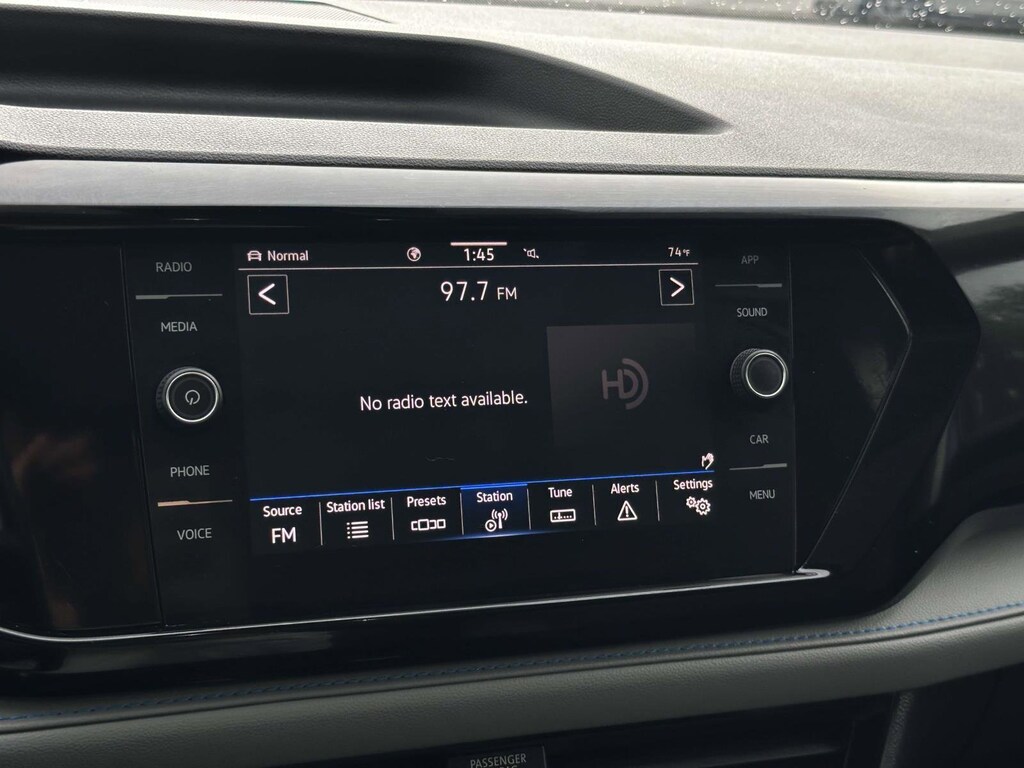 RADIO
MEDIA
PHONE
VOICE
Normal
1:45
74°F
97.7 FM
No radio text available.
HD
Source
FM
Station list
Presets
Station
Tune
Alerts
Settings
APP
SOUND
CAR
MENU
PASSENGER